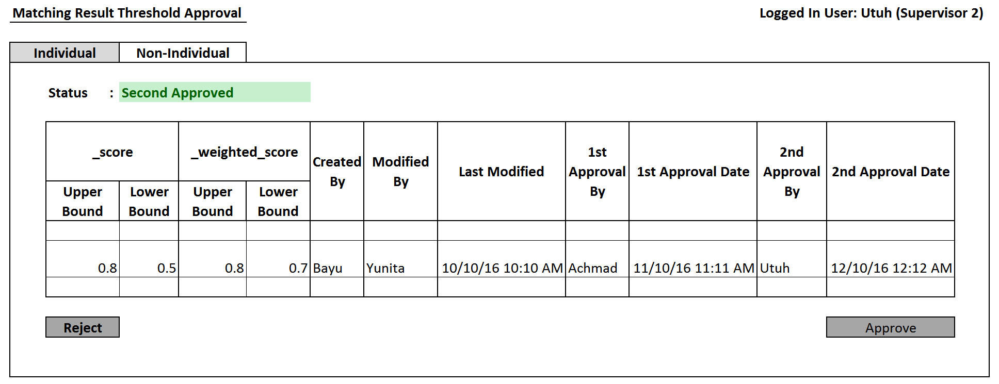 Matching Result Threshold Approval
Logged In User: Utuh (Supervisor 2)
Individual
Non-Individual
Status : Second Approved
_score
_weighted_score
Created
By
Modified
By
Last Modified
1st
Approval
By
1st Approval Date
2nd
Approval
By
2nd Approval Date
Upper
Bound
Lower
Bound
Upper
Bound
Lower
Bound
0.8 0.5 0.8 0.7 Bayu Yunita 10/10/16 10:10 AM Achmad 11/10/16 11:11 AM Utuh 12/10/16 12:12 AM
Reject
Approve